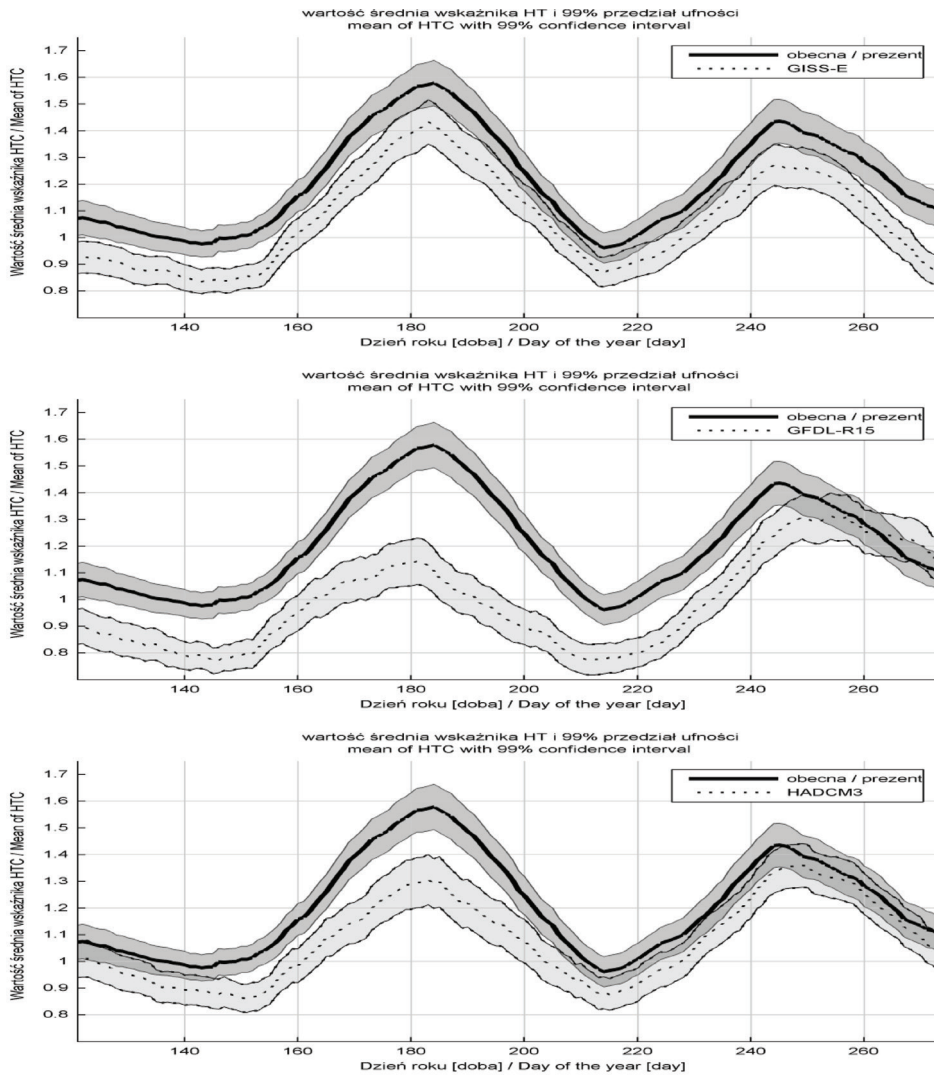 wartość średnia wskaźnika HT i 99% przedział ufności
mean of HTC with 99% confidence interval
Wartość średnia wskaźnika HTC / Mean of HTC
1.7
1.6
1.5
1.4
1.3
1.2
1.1
1
0.9
0.8
obecna / prezent
GISS-E
140 160 180 200 220 240 260
Dzień roku [doba] / Day of the year [day]
wartość średnia wskaźnika HT i 99% przedział ufności
mean of HTC with 99% confidence interval
Wartość średnia wskaźnika HTC / Mean of HTC
1.7
1.6
1.5
1.4
1.3
1.2
1.1
1
0.9
0.8
obecna / prezent
GFDL-R15
140 160 180 200 220 240 260
Dzień roku [doba] / Day of the year [day]
wartość średnia wskaźnika HT i 99% przedział ufności
mean of HTC with 99% confidence interval
Wartość średnia wskaźnika HTC / Mean of HTC
1.7
1.6
1.5
1.4
1.3
1.2
1.1
1
0.9
0.8
obecna / prezent
HADCM3
140 160 180 200 220 240 260
Dzień roku [doba] / Day of the year [day]